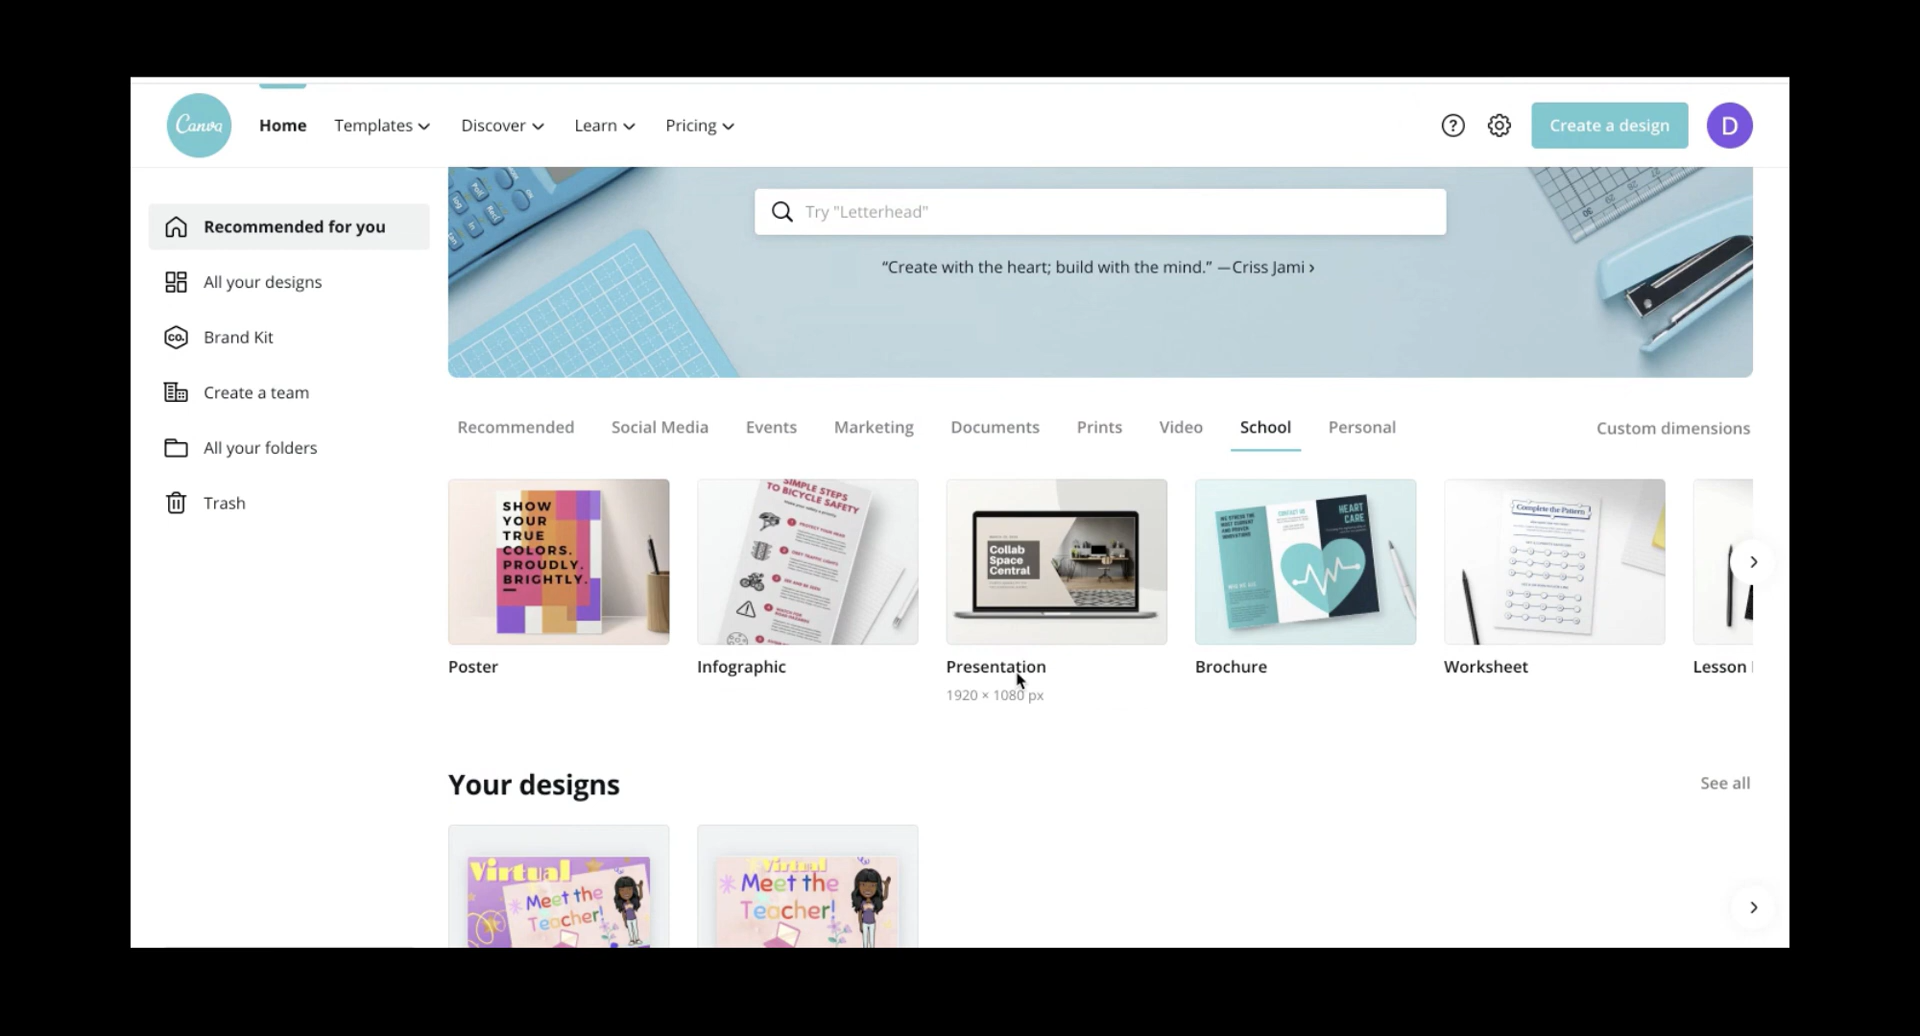 Canva
Home
Templates
Discover
Learn
Pricing
Create a design
D
Recommended for you
All your designs
Brand Kit
CO.
Create a team
All your folders
Trash
Try "Letterhead"
“Create with the heart; build with the mind.” —Criss Jami ›
Recommended
Social Media
Events
Marketing
Documents
Prints
Video
School
Personal
Custom dimensions
SHOW
YOUR
TRUE
COLORS.
PROUDLY.
BRIGHTLY.
SIMPLE STEPS
TO BICYCLE SAFETY
Collab
Space
Central
CONTACT US
HEART
CARE
Complete the Pattern
Poster
Infographic
Presentation
1920 × 1080 px
Brochure
Worksheet
Lesson
Your designs
See all
Virtual
Meet the
Teacher!
Virtual
Meet the
Teacher!